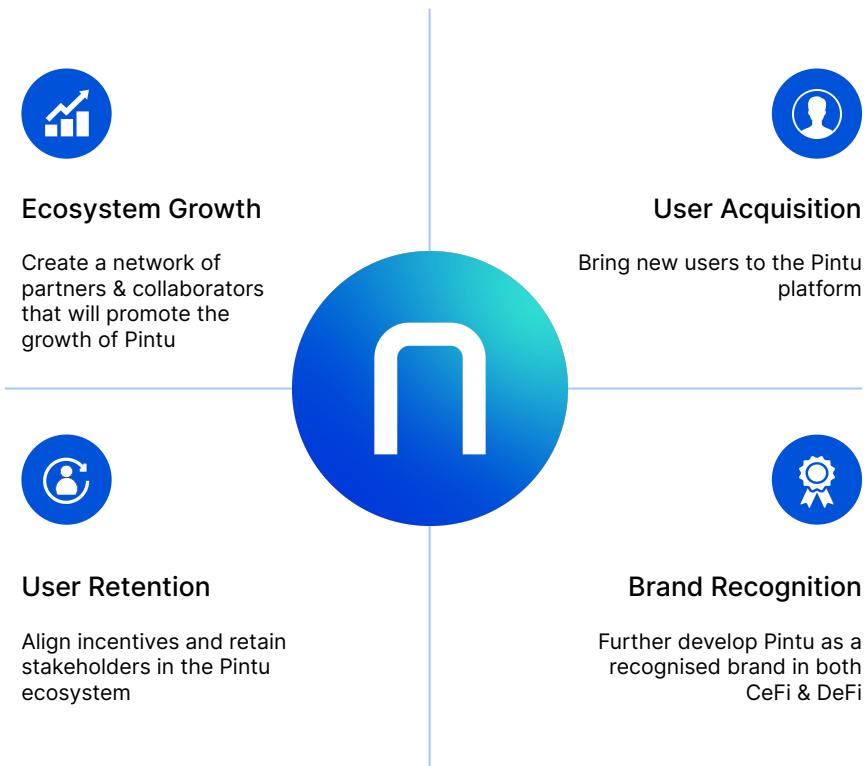 Ecosystem Growth
Create a network of
partners & collaborators
that will promote the
growth of Pintu
User Acquisition
Bring new users to the Pintu
platform
User Retention
Align incentives and retain
stakeholders in the Pintu
ecosystem
Brand Recognition
Further develop Pintu as a
recognised brand in both
CeFi & DeFi